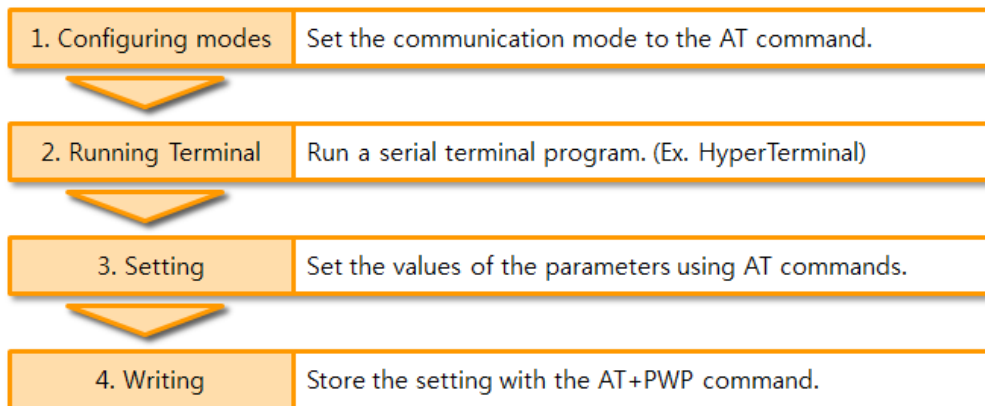 1. Configuring modes
Set the communication mode to the AT command.
2. Running Terminal
Run a serial terminal program. (Ex. HyperTerminal)
3. Setting
Set the values of the parameters using AT commands.
4. Writing
Store the setting with the AT+PWP command.